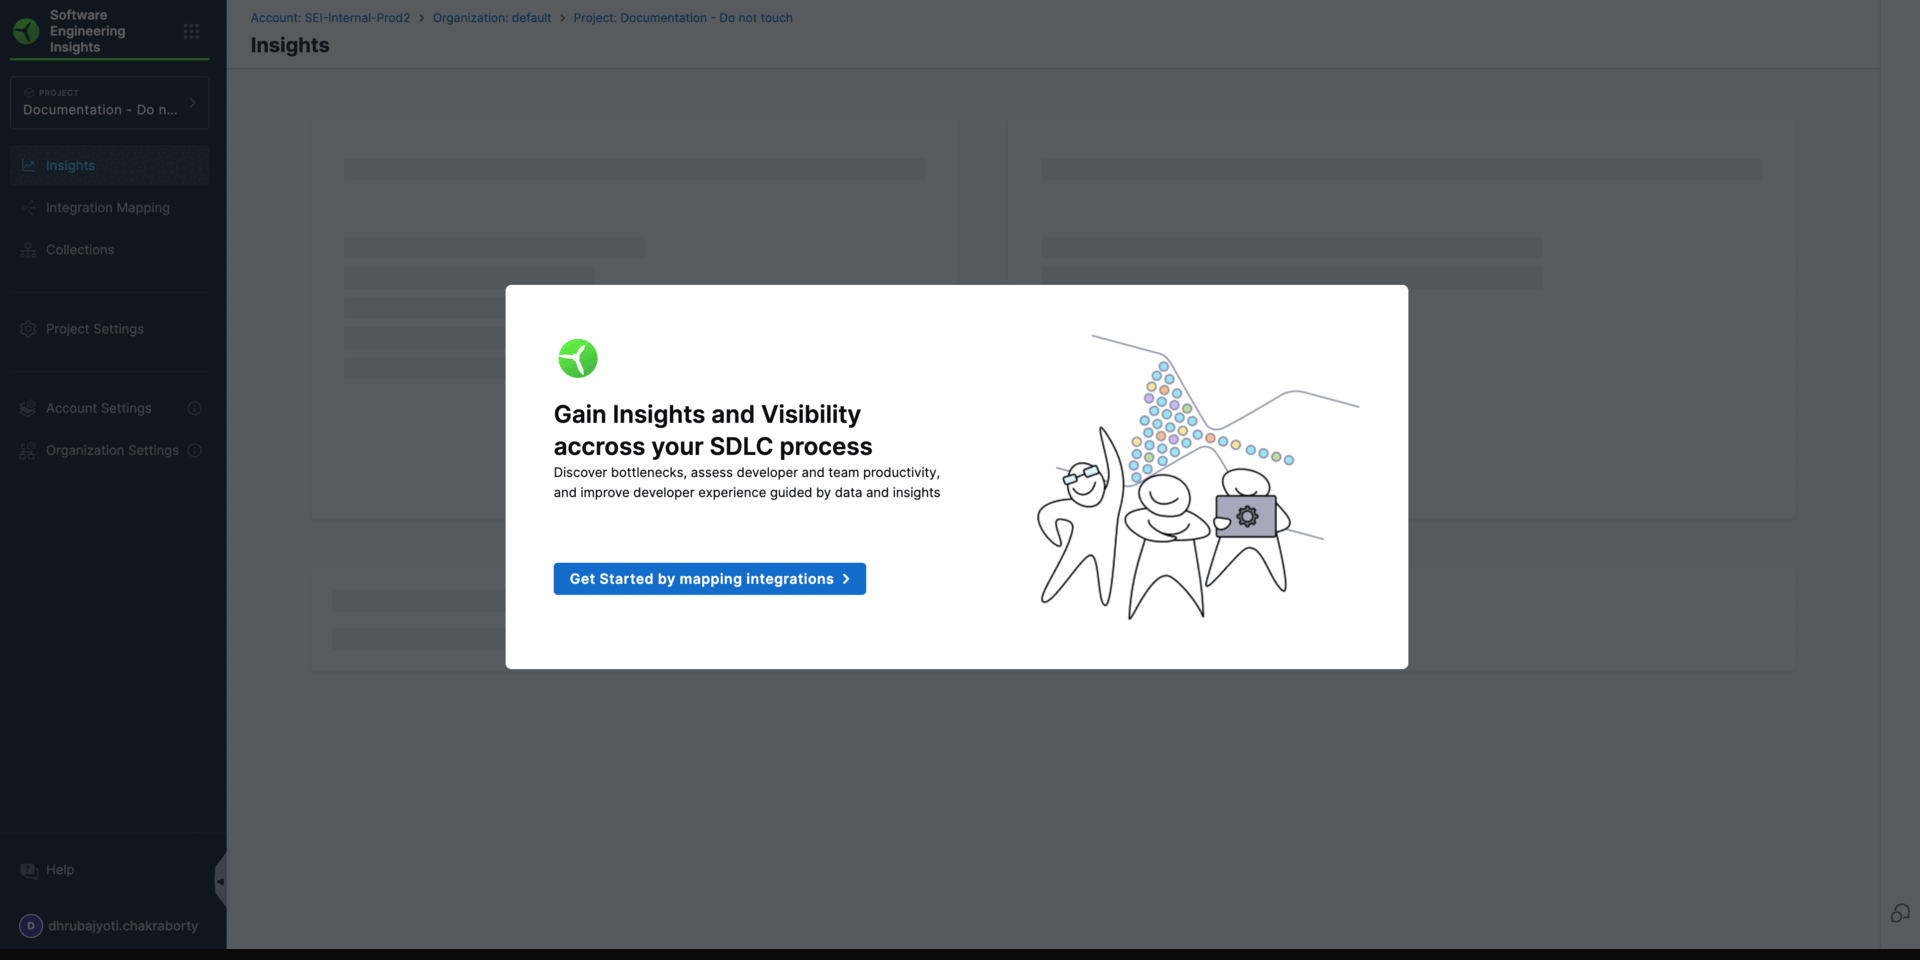 Software
Engineering
Insights
PROJECT
Documentation - Do n...
Insights
Integration Mapping
Collections
Project Settings
Account Settings
Organization Settings
Help
D
dhrubajyoti.chakraborty
Account: SEI-Internal-Prod2 > Organization: default > Project: Documentation - Do not touch
Insights
Gain Insights and Visibility
accross your SDLC process
Discover bottlenecks, assess developer and team productivity,
and improve developer experience guided by data and insights
Get Started by mapping integrations >